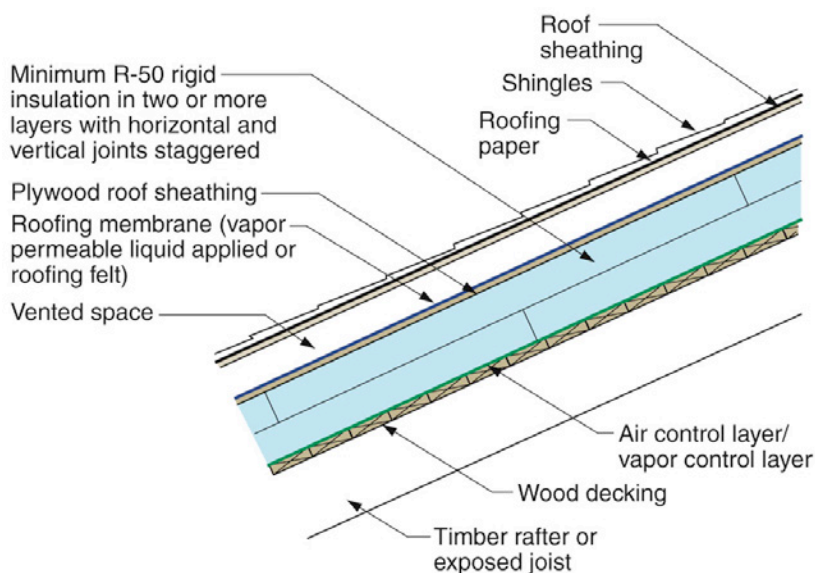 Roof
sheathing
Shingles
Roofing
paper
Minimum R-50 rigid
insulation in two or more
layers with horizontal and
vertical joints staggered
Plywood roof sheathing
Roofing membrane (vapor
permeable liquid applied or
roofing felt)
Vented space
Air control layer/
vapor control layer
Wood decking
Timber rafter or
exposed joist